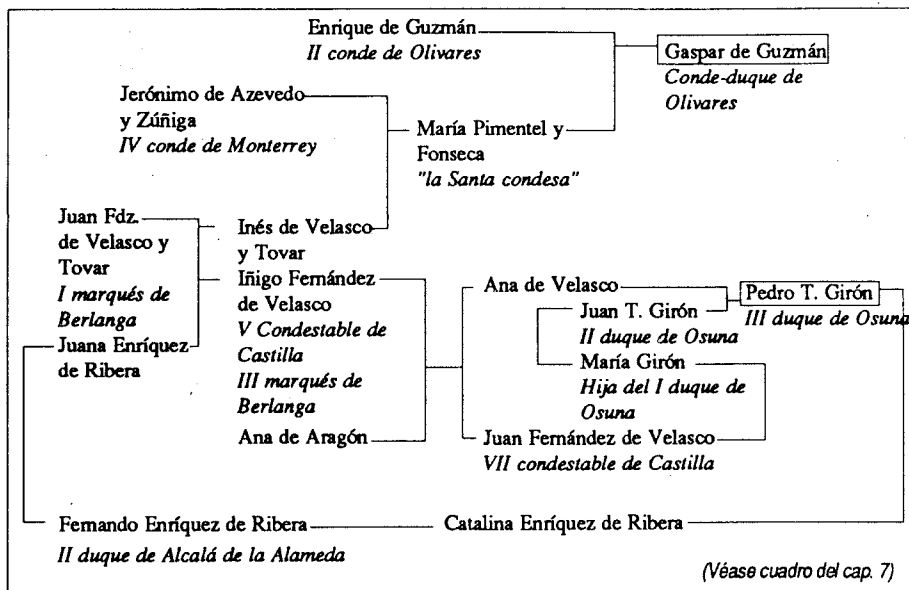 Enrique de Guzmán
II conde de Olivares
Gaspar de Guzmán
Conde-duque de
Olivares
Jerónimo de Azevedo
y Zúñiga
IV conde de Monterrey
María Pimentel y
Fonseca
"la Santa condesa"
Juan Fdz.
de Velasco y
Tovar
I marqués de
Berlanga
Juana Enríquez
de Ribera
Inés de Velasco
y Tovar
Iñigo Fernández
de Velasco
V Condestable de
Castilla
III marqués de
Berlanga
Ana de Aragón
Ana de Velasco
Juan T. Girón
II duque de Osuna
María Girón
Hija del I duque de
Osuna
Juan Fernández de Velasco
VII condestable de Castilla
Pedro T. Girón
III duque de Osuna
Fernando Enríquez de Ribera
II duque de Alcalá de la Alameda
Catalina Enríquez de Ribera
(Véase cuadro del cap. 7)